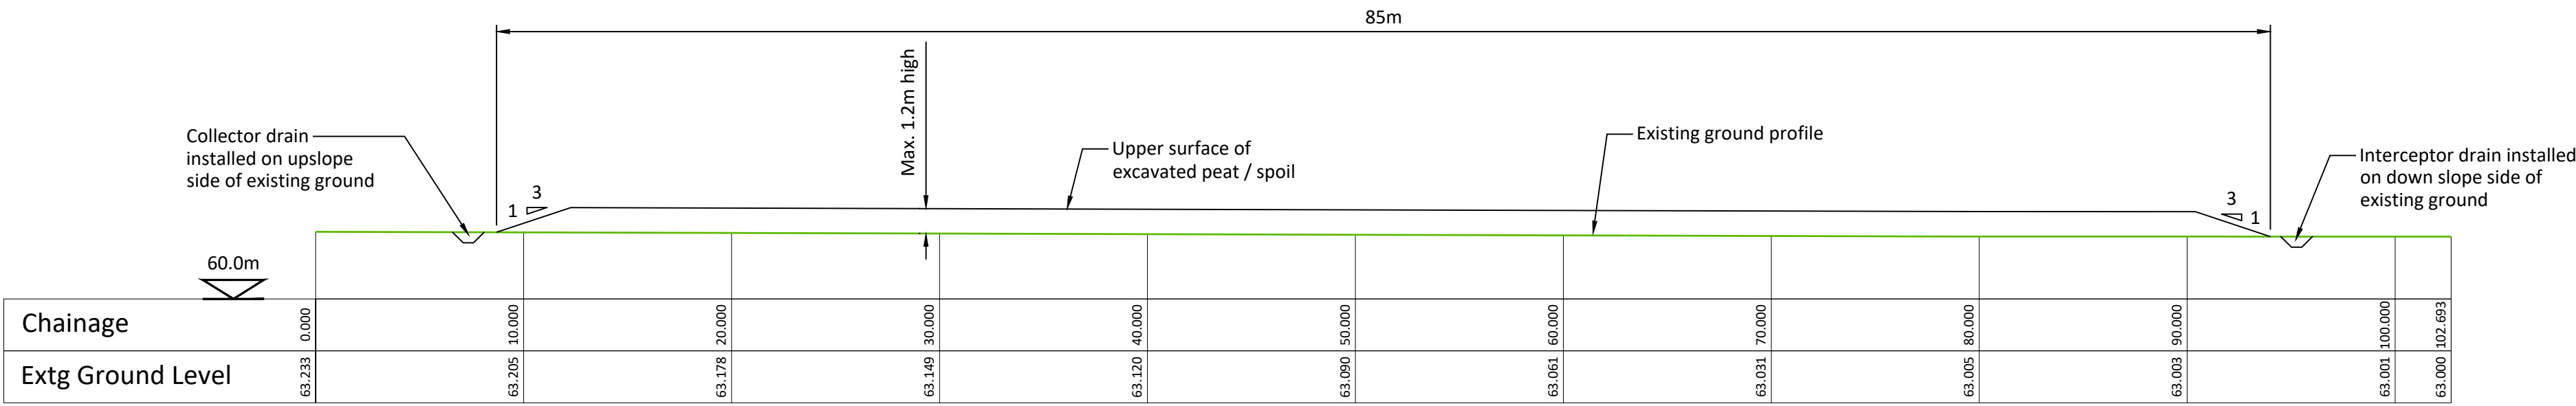 85m
Max. 1.2m high
Collector drain
installed on upslope
side of existing ground
Upper surface of
excavated peat / spoil
Existing ground profile
Interceptor drain installed
on down slope side of
existing ground
3
1
3
1
60.0m
Chainage 0.000 10.000 20.000 30.000 40.000 50.000 60.000 70.000 80.000 90.000 100.000 102.693
Extg Ground Level 63.233 63.205 63.178 63.149 63.120 63.090 63.061 63.031 63.005 63.003 63.001 63.000